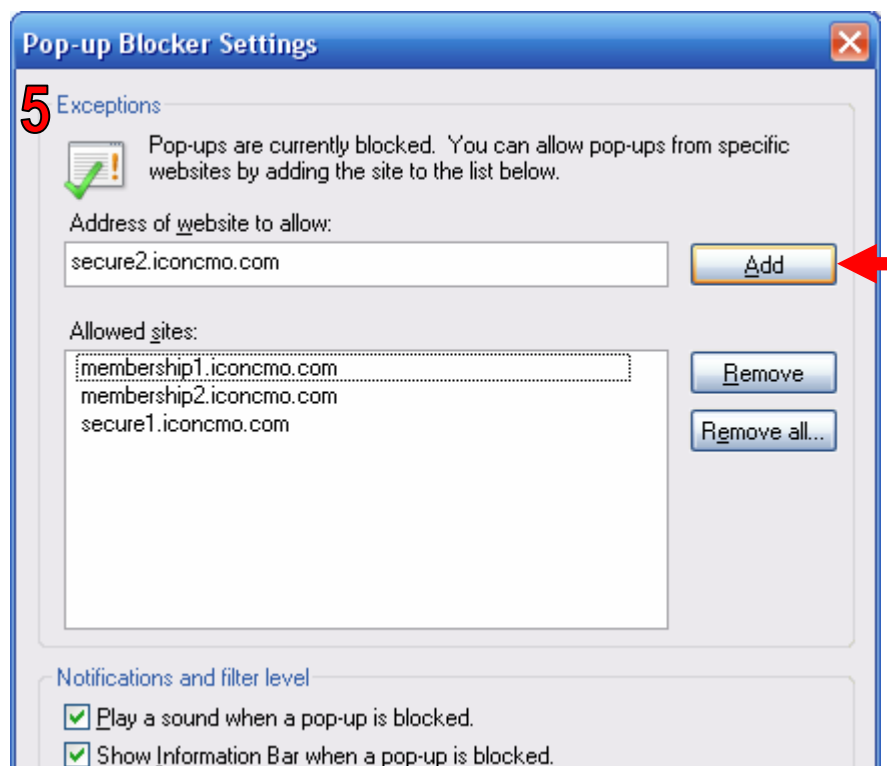 Pop-up Blocker Settings
5
Exceptions
Pop-ups are currently blocked. You can allow pop-ups from specific
websites by adding the site to the list below.
Address of website to allow:
secure2.iconcmo.com
Add
Allowed sites:
membership1.iconcmo.com
membership2.iconcmo.com
secure1.iconcmo.com
Remove
Remove all...
Notifications and filter level
Play a sound when a pop-up is blocked.
Show Information Bar when a pop-up is blocked.